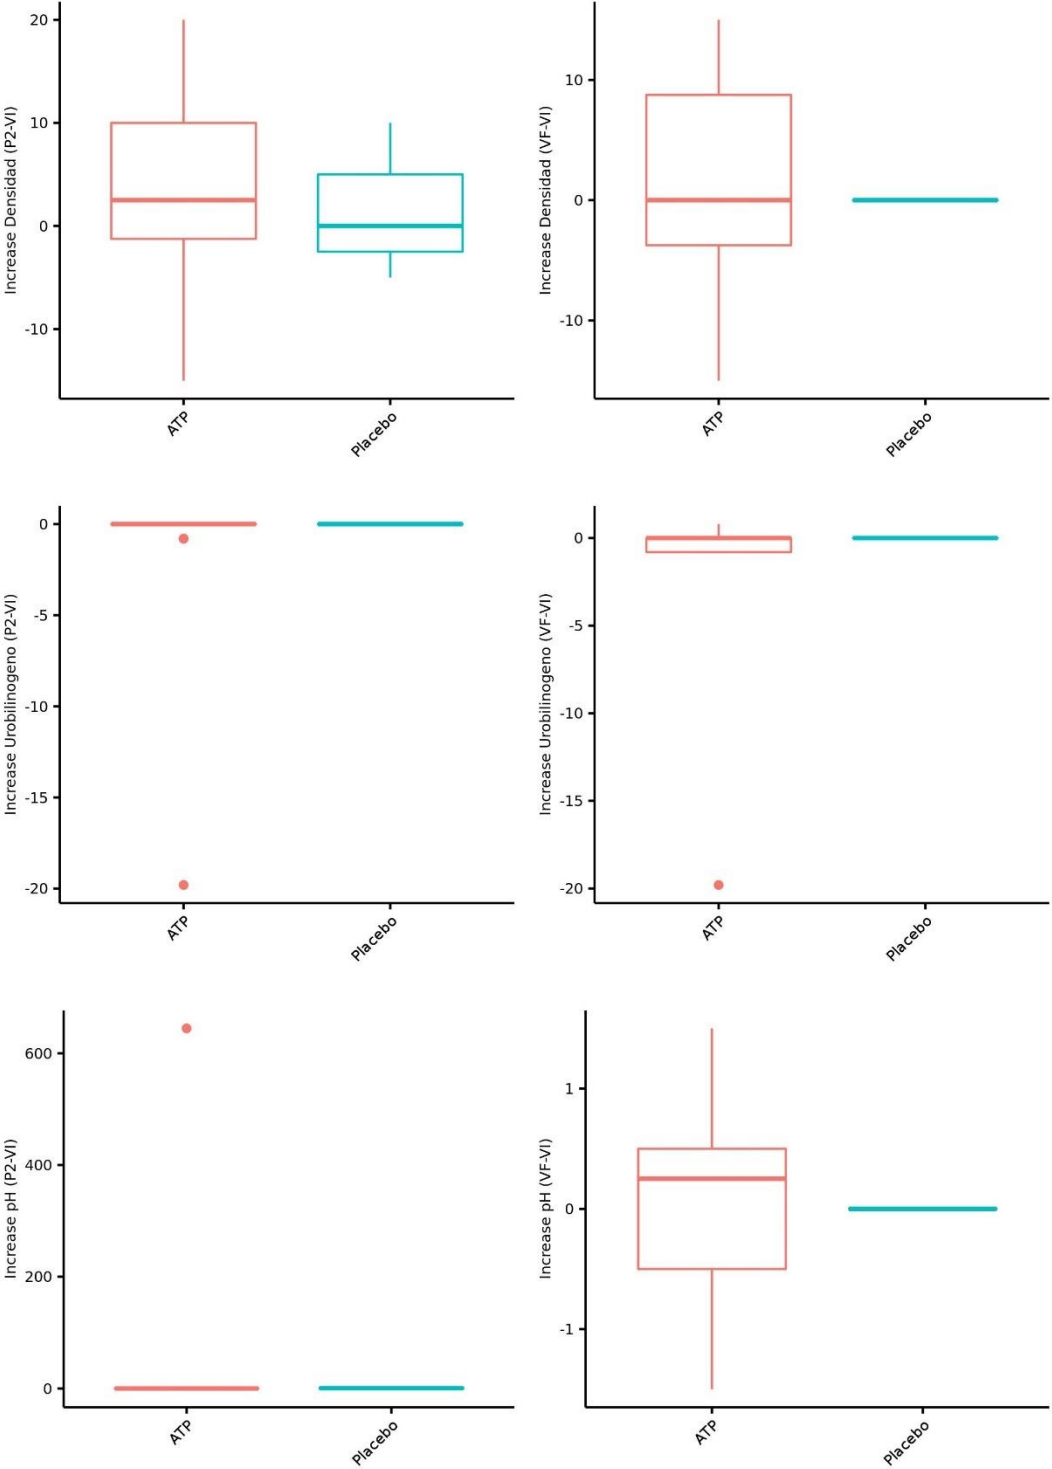 Increase Densidad (P2-VI)
20
10
0
-10
ATP
Placebo
Increase Densidad (VF-VI)
10
0
-10
ATP
Placebo
Increase Urobilinogeno (P2-VI)
0
-5
-10
-15
-20
ATP
Placebo
Increase Urobilinogeno (VF-VI)
0
-5
-10
-15
-20
ATP
Placebo
Increase pH (P2-VI)
600
400
200
0
ATP
Placebo
Increase pH (VF-VI)
1
0
-1
ATP
Placebo